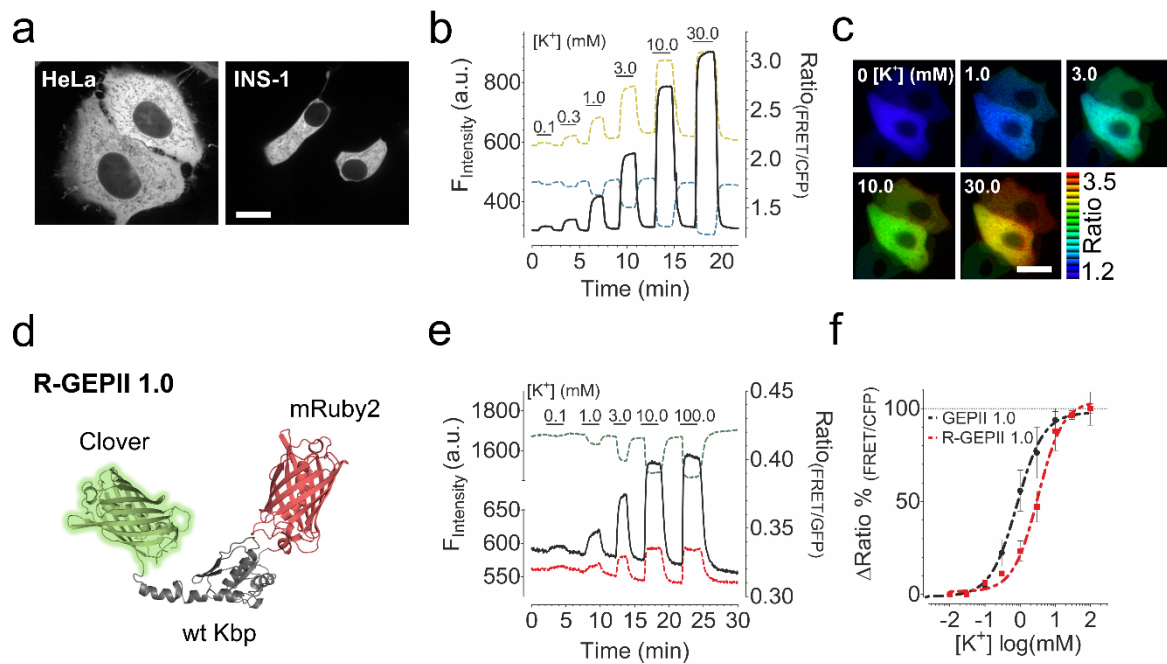 a
HeLa
INS-1
b
[K⁺] (mM)
0.1
0.3
1.0
3.0
10.0
30.0
800
600
400
F_Intensity (a.u.)
3.0
2.5
2.0
1.5
Ratio_(FRET/CFP)
0 5 10 15 20
Time (min)
c
0 [K⁺] (mM)
1.0
3.0
10.0
30.0
3.5
Ratio
1.2
d
R-GEPII 1.0
Clover
mRuby2
wt Kbp
e
[K⁺] (mM)
0.1 1.0 3.0 10.0 100.0
1800
1600
600
550
F_Intensity (a.u.)
0.45
0.40
0.35
0.30
Ratio_(FRET/GFP)
0 5 10 15 20 25 30
Time (min)
f
100
50
0
ΔRatio %_(FRET/CFP)
GEPII 1.0
R-GEPII 1.0
-2 -1 0 1 2
[K⁺] log(mM)